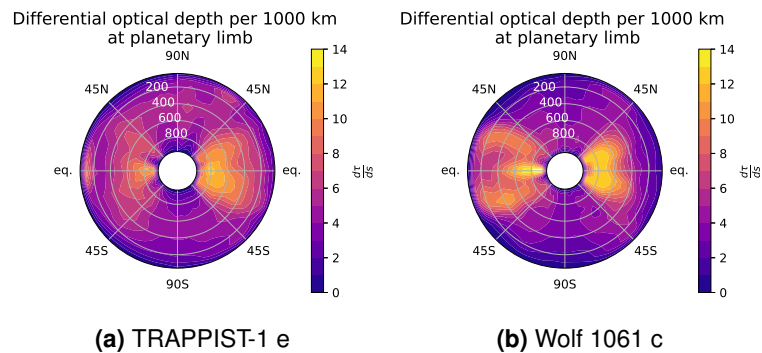 Differential optical depth per 1000 km
at planetary limb
90N
45N
45N
200
400
600
800
eq.
eq.
45S
45S
90S
14
12
10
8
6
4
2
0
dτ
ds
(a) TRAPPIST-1 e
Differential optical depth per 1000 km
at planetary limb
90N
45N
45N
200
400
600
800
eq.
eq.
45S
45S
90S
14
12
10
8
6
4
2
0
dτ
ds
(b) Wolf 1061 c